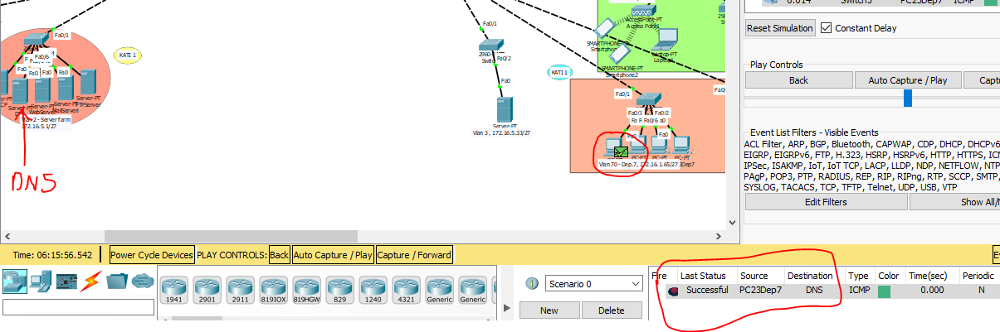 0.014 Switch5 PC23Dep7 ICMP
Reset Simulation Constant Delay
Play Controls
Back Auto Capture / Play Captu
Event List Filters - Visible Events
ACL Filter, ARP, BGP, Bluetooth, CAPWAP, CDP, DHCP, DHCPv6
EIGRP, EIGRPv6, FTP, H.323, HSRP, HSRPv6, HTTP, HTTPS, ICM
IPSec, ISAKMP, IoT, IoT TCP, LACP, LLDP, NDP, NETFLOW, NTP
PAgP, POP3, PTP, RADIUS, REP, RIP, RIPng, RTP, SCCP, SMTP,
SYSLOG, TACACS, TCP, TFTP, Telnet, UDP, USB, VTP
Edit Filters Show All/N
Fa0/1
2960
Fa0/6
Fa0 Fa0 Fa0
Server-PT
WebServer
Server-PT
MailServer
Server-PT
FTPServer
Vlan 2 - Server farm
172.16.5.1/27
KATI 1
DNS
Fa0/1
2960
Fa0/2
Fa0
Server-PT
Vlan 3 , 172.16.5.33/27
Access Point-PT
Access Point
SMARTPHONE-PT
Smartphone
SMARTPHONE-PT
Smartphone2
Laptop-PT
Laptop
KATI 1
Fa0/1
Fa0/3 Fa0/2
Fa0/6
Fa0 Fa0
PC-PT PC-PT PC-PT
Vlan 70 - Dep.7, 172.16.1.65/27
Time: 06:15:56.542 Power Cycle Devices PLAY CONTROLS: Back Auto Capture / Play Capture / Forward
1941 2901 2911 819IOX 819HGW 829 1240 4321 Generic Generic
Scenario 0
New Delete
Fire Last Status Source Destination Type Color Time(sec) Periodic
Successful PC23Dep7 DNS ICMP 0.000 N